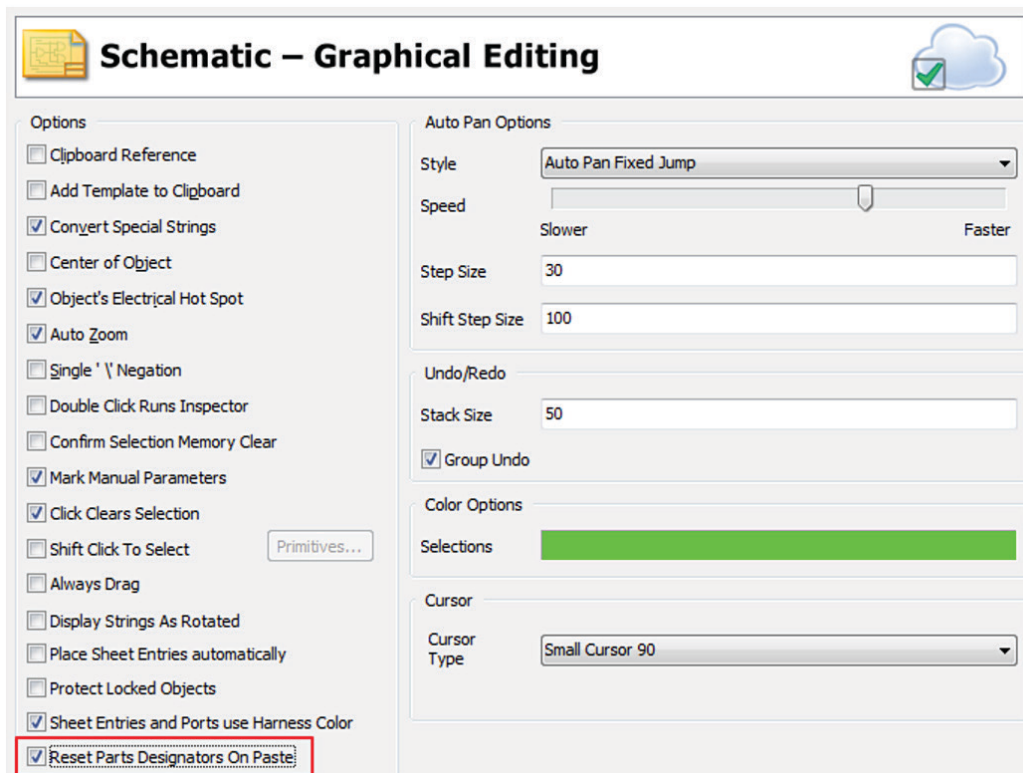 Schematic – Graphical Editing
Options
Clipboard Reference
Add Template to Clipboard
Convert Special Strings
Center of Object
Object's Electrical Hot Spot
Auto Zoom
Single ' \' Negation
Double Click Runs Inspector
Confirm Selection Memory Clear
Mark Manual Parameters
Click Clears Selection
Shift Click To Select
Primitives...
Always Drag
Display Strings As Rotated
Place Sheet Entries automatically
Protect Locked Objects
Sheet Entries and Ports use Harness Color
Reset Parts Designators On Paste
Auto Pan Options
Style
Auto Pan Fixed Jump
Speed
Slower
Faster
Step Size
30
Shift Step Size
100
Undo/Redo
Stack Size
50
Group Undo
Color Options
Selections
Cursor
Cursor
Type
Small Cursor 90